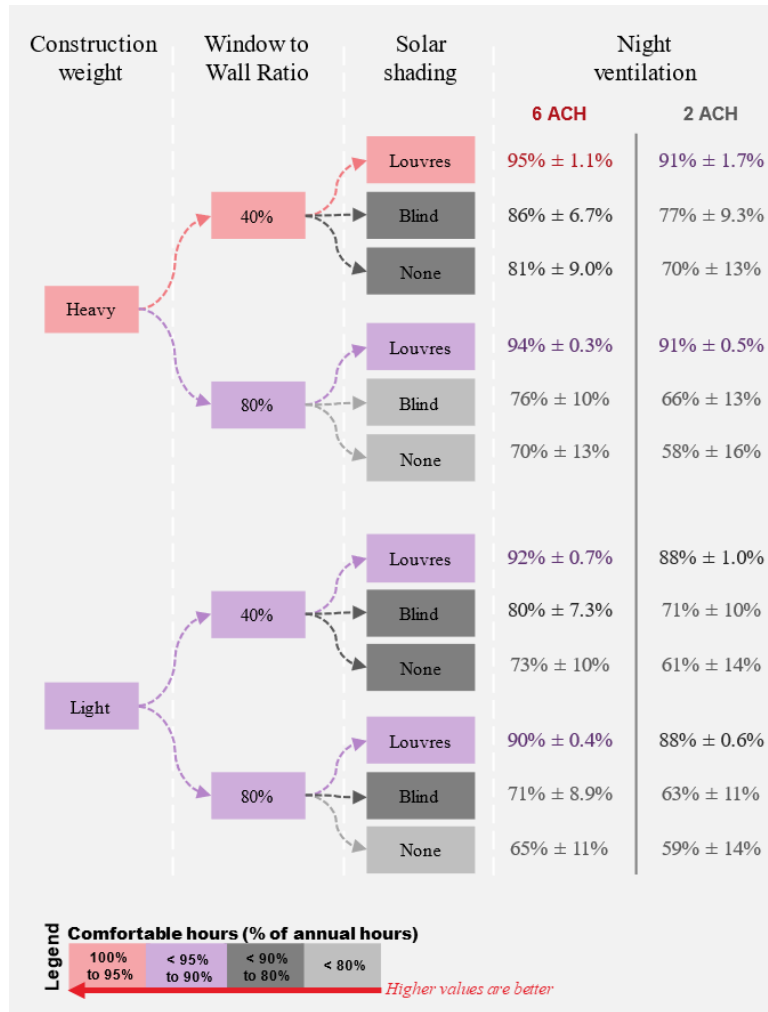 Construction weight
Window to Wall Ratio
Solar shading
Night ventilation
6 ACH
2 ACH
Heavy
40%
Louvres
95% ± 1.1%
91% ± 1.7%
Blind
86% ± 6.7%
77% ± 9.3%
None
81% ± 9.0%
70% ± 13%
80%
Louvres
94% ± 0.3%
91% ± 0.5%
Blind
76% ± 10%
66% ± 13%
None
70% ± 13%
58% ± 16%
Light
40%
Louvres
92% ± 0.7%
88% ± 1.0%
Blind
80% ± 7.3%
71% ± 10%
None
73% ± 10%
61% ± 14%
80%
Louvres
90% ± 0.4%
88% ± 0.6%
Blind
71% ± 8.9%
63% ± 11%
None
65% ± 11%
59% ± 14%
Legend
Comfortable hours (% of annual hours)
100% to 95%
< 95% to 90%
< 90% to 80%
< 80%
Higher values are better